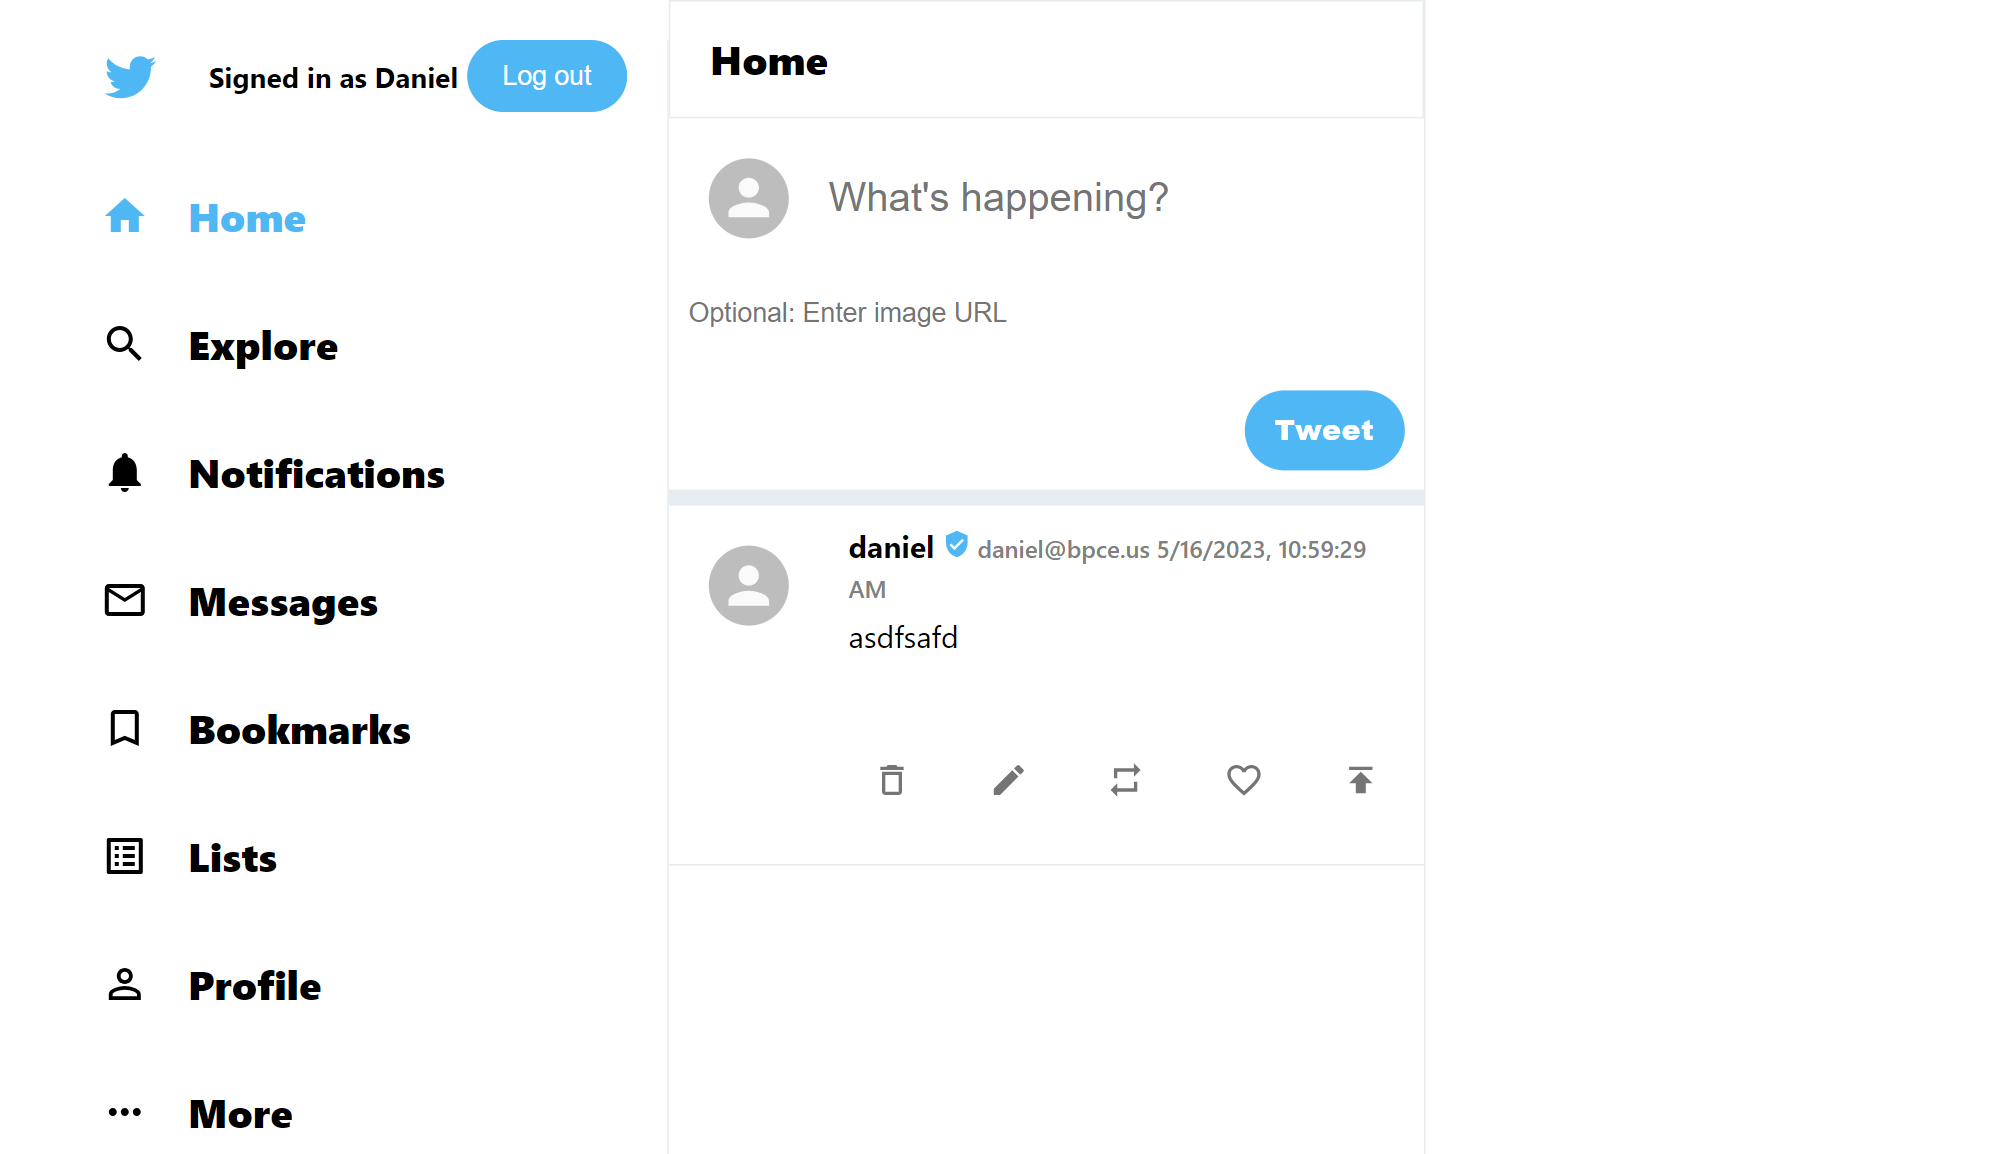 Signed in as Daniel
Log out
Home
Explore
Notifications
Messages
Bookmarks
Lists
Profile
More
Home
What's happening?
Optional: Enter image URL
Tweet
daniel daniel@bpce.us 5/16/2023, 10:59:29
AM
asdfsafd